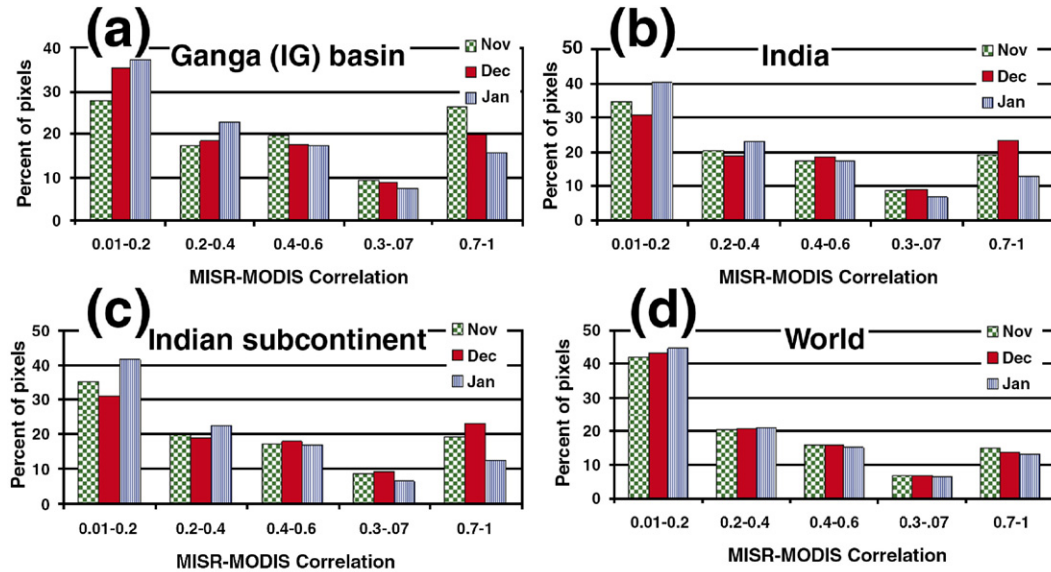 (a)
Ganga (IG) basin
Nov
Dec
Jan
Percent of pixels
40
30
20
10
0
0.01-0.2 0.2-0.4 0.4-0.6 0.3-.07 0.7-1
MISR-MODIS Correlation
(b)
India
Nov
Dec
Jan
Percent of pixels
50
40
30
20
10
0
0.01-0.2 0.2-0.4 0.4-0.6 0.3-.07 0.7-1
MISR-MODIS Correlation
(c)
Indian subcontinent
Nov
Dec
Jan
Percent of pixels
50
40
30
20
10
0
0.01-0.2 0.2-0.4 0.4-0.6 0.3-.07 0.7-1
MISR-MODIS Correlation
(d)
World
Nov
Dec
Jan
Percent of pixels
50
40
30
20
10
0
0.01-0.2 0.2-0.4 0.4-0.6 0.3-.07 0.7-1
MISR-MODIS Correlation